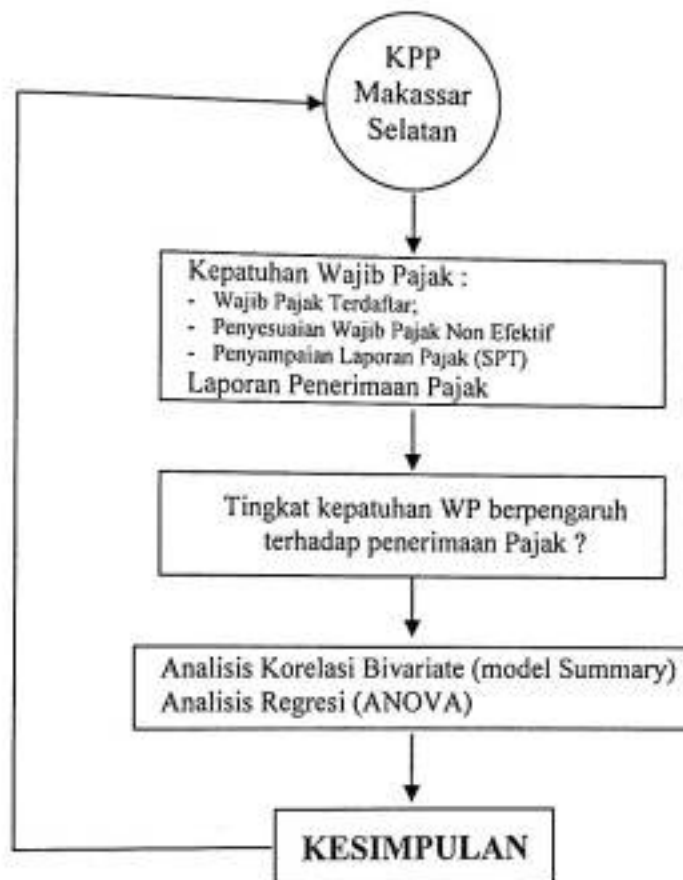 KPP
Makassar
Selatan
Kepatuhan Wajib Pajak :
- Wajib Pajak Terdaftar;
- Penyesuaian Wajib Pajak Non Efektif
- Penyampaian Laporan Pajak (SPT)
Laporan Penerimaan Pajak
Tingkat kepatuhan WP berpengaruh
terhadap penerimaan Pajak ?
Analisis Korelasi Bivariate (model Summary)
Analisis Regresi (ANOVA)
KESIMPULAN